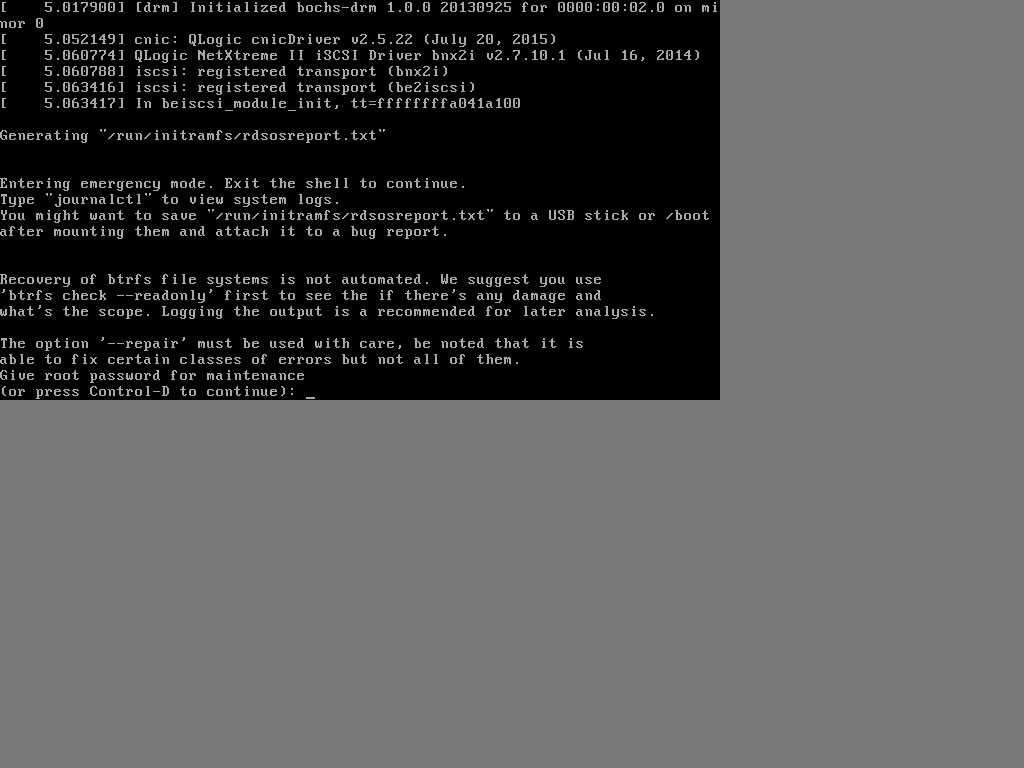 [    5.017900] [drm] Initialized bochs-drm 1.0.0 20130925 for 0000:00:02.0 on mi
nor 0
[    5.052149] cnic: QLogic cnicDriver v2.5.22 (July 20, 2015)
[    5.060774] QLogic NetXtreme II iSCSI Driver bnx2i v2.7.10.1 (Jul 16, 2014)
[    5.060788] iscsi: registered transport (bnx2i)
[    5.063416] iscsi: registered transport (be2iscsi)
[    5.063417] In beiscsi_module_init, tt=ffffffffa041a100
Generating "/run/initramfs/rdsosreport.txt"
Entering emergency mode. Exit the shell to continue.
Type "journalctl" to view system logs.
You might want to save "/run/initramfs/rdsosreport.txt" to a USB stick or /boot
after mounting them and attach it to a bug report.
Recovery of btrfs file systems is not automated. We suggest you use
'btrfs check --readonly' first to see the if there's any damage and
what's the scope. Logging the output is a recommended for later analysis.
The option '--repair' must be used with care, be noted that it is
able to fix certain classes of errors but not all of them.
Give root password for maintenance
(or press Control-D to continue): _